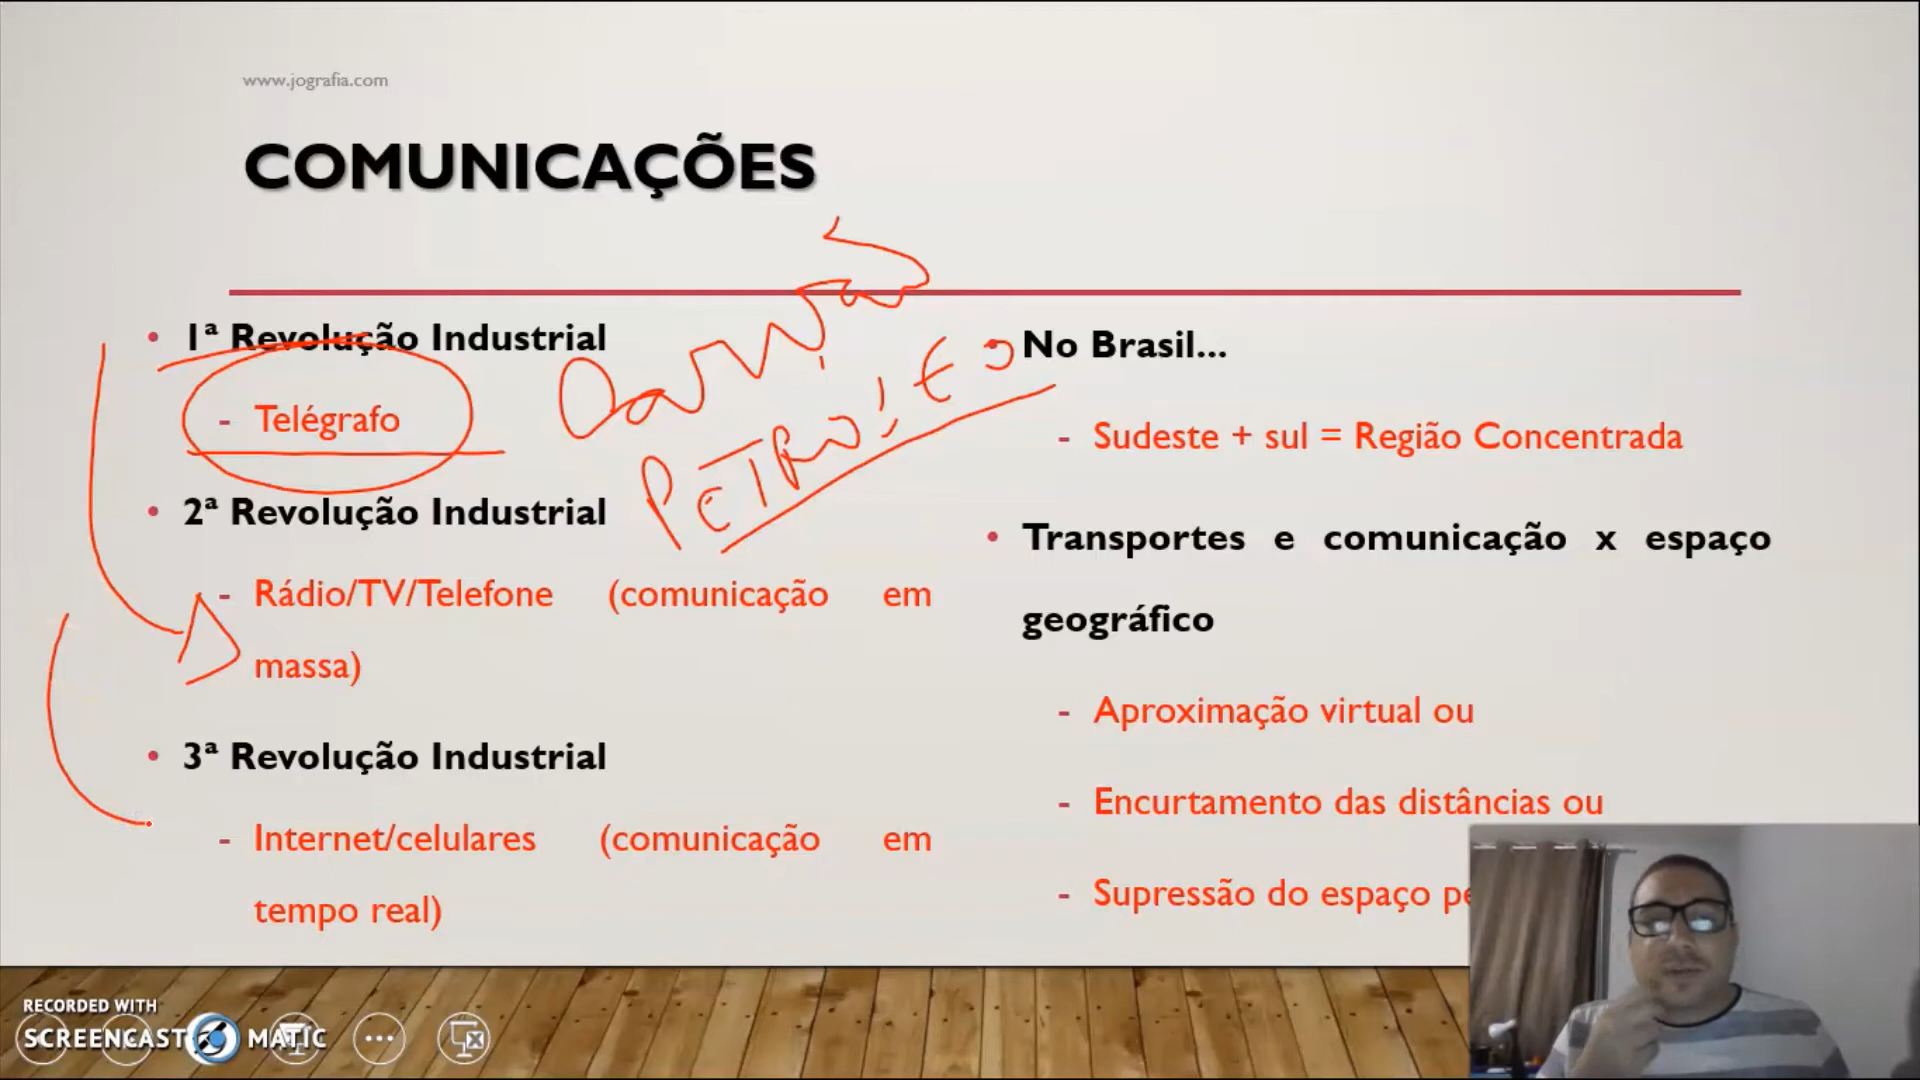 www.jografia.com
COMUNICAÇÕES
• 1ª Revolução Industrial
- Telégrafo
• 2ª Revolução Industrial
- Rádio/TV/Telefone (comunicação em
massa)
• 3ª Revolução Industrial
- Internet/celulares (comunicação em
tempo real)
PETRÓLEO
• No Brasil...
- Sudeste + sul = Região Concentrada
• Transportes e comunicação x espaço
geográfico
- Aproximação virtual ou
- Encurtamento das distâncias ou
- Supressão do espaço
RECORDED WITH
SCREENCAST MATIC